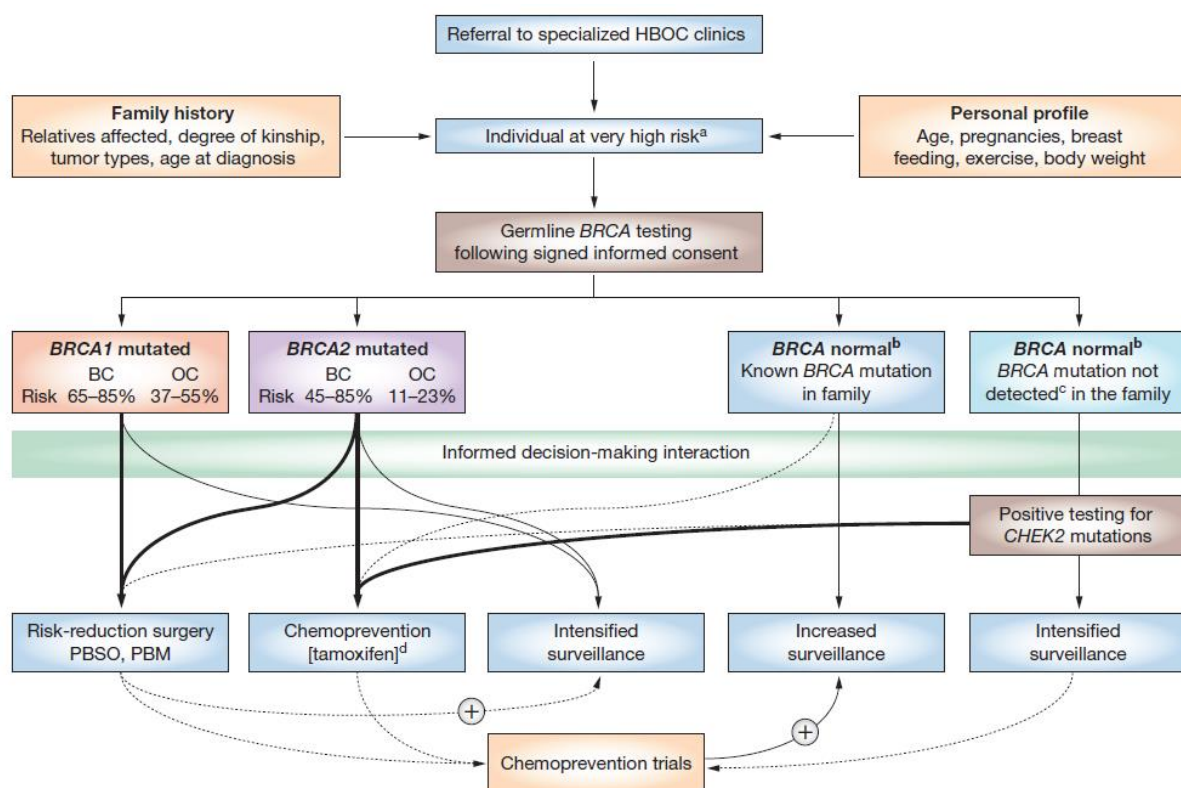 Referral to specialized HBOC clinics
Family history
Relatives affected, degree of kinship,
tumor types, age at diagnosis
Individual at very high riskᵃ
Personal profile
Age, pregnancies, breast
feeding, exercise, body weight
Germline BRCA testing
following signed informed consent
BRCA1 mutated
BC OC
Risk 65–85% 37–55%
BRCA2 mutated
BC OC
Risk 45–85% 11–23%
BRCA normalᵇ
Known BRCA mutation
in family
BRCA normalᵇ
BRCA mutation not
detectedᶜ in the family
Informed decision-making interaction
Positive testing for
CHEK2 mutations
Risk-reduction surgery
PBSO, PBM
Chemoprevention
[tamoxifen]ᵈ
Intensified
surveillance
Increased
surveillance
Intensified
surveillance
+
+
Chemoprevention trials